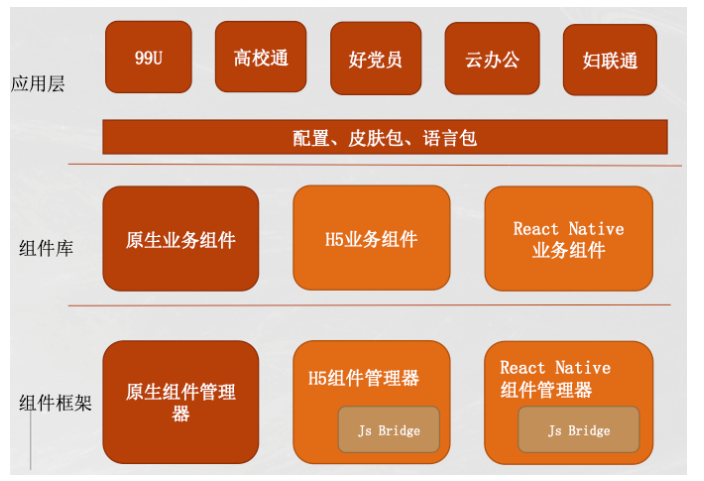 应用层
99U
高校通
好党员
云办公
妇联通
配置、皮肤包、语言包
组件库
原生业务组件
H5业务组件
React Native
业务组件
组件框架
原生组件管理
器
H5组件管理器
Js Bridge
React Native
组件管理器
Js Bridge